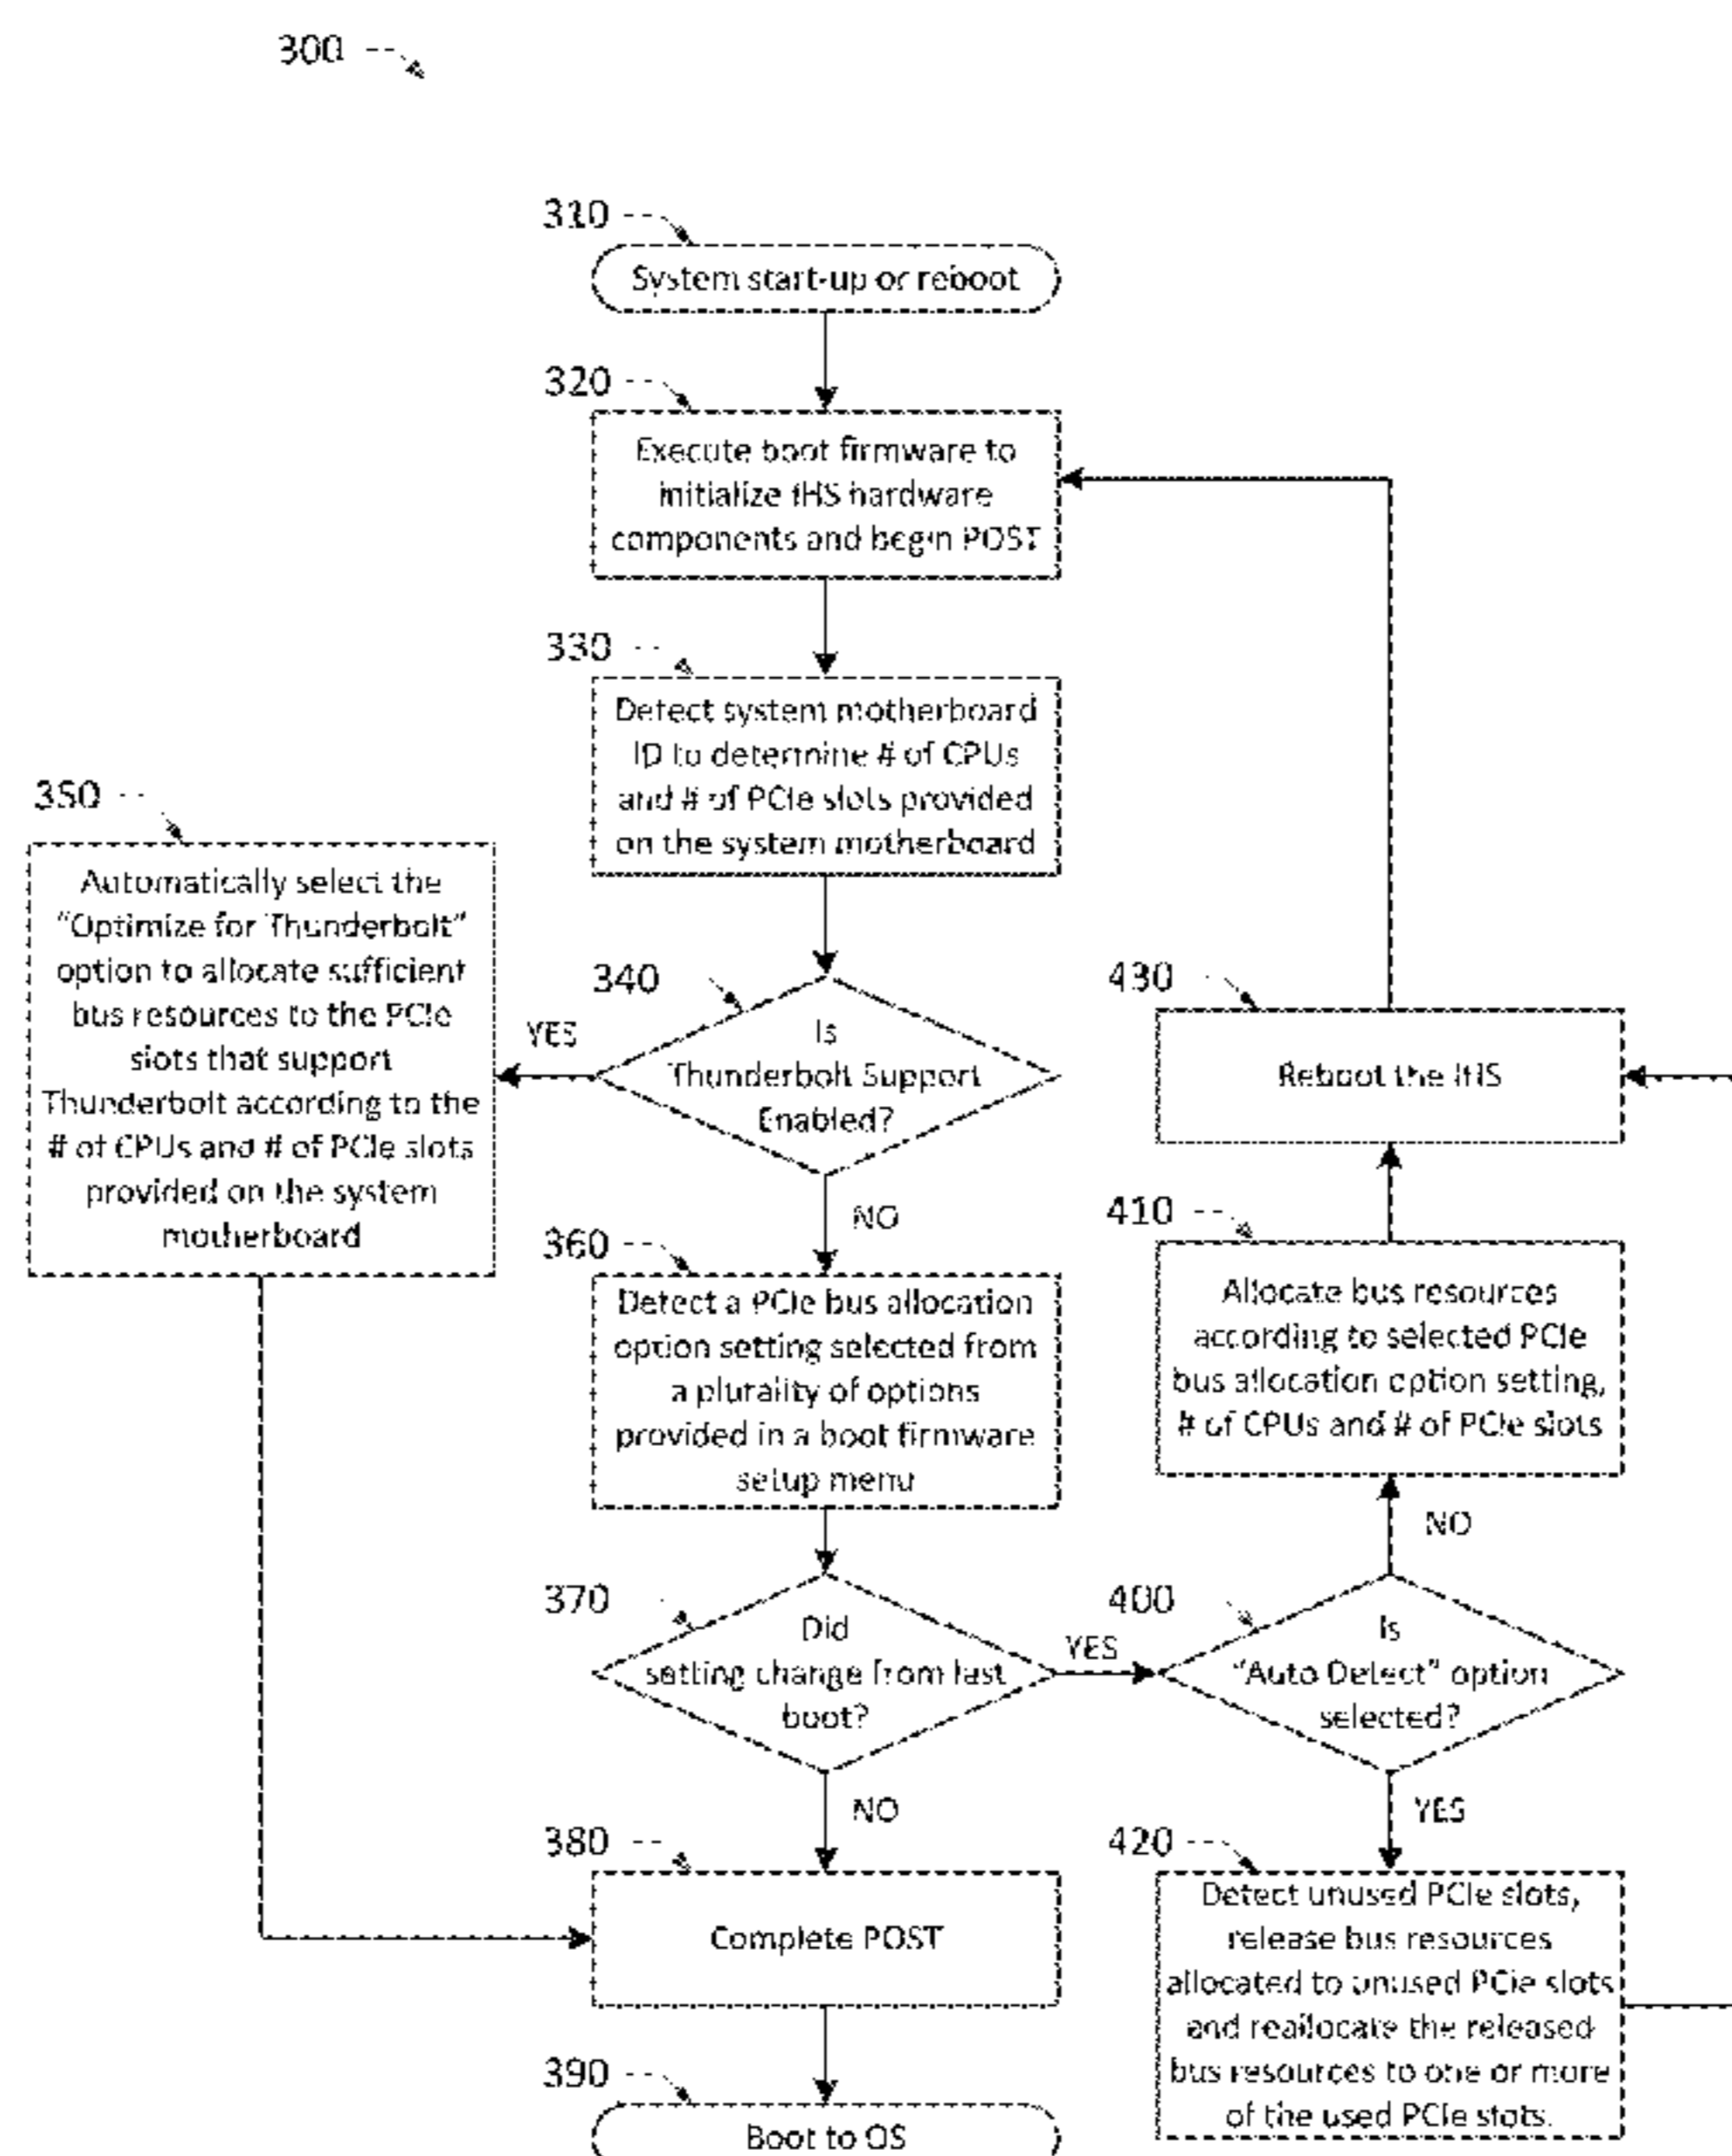 300
310
System start-up or reboot
320
Execute boot firmware to
initialize IHS hardware
components and begin POST
330
Detect system motherboard
ID to determine # of CPUs
and # of PCIe slots provided
on the system motherboard
340
Is
Thunderbolt Support
Enabled?
YES
NO
350
Automatically select the
"Optimize for Thunderbolt"
option to allocate sufficient
bus resources to the PCIe
slots that support
Thunderbolt according to the
# of CPUs and # of PCIe slots
provided on the system
motherboard
360
Detect a PCIe bus allocation
option setting selected from
a plurality of options
provided in a boot firmware
setup menu
370
Did
setting change from last
boot?
YES
NO
380
Complete POST
390
Boot to OS
400
Is
"Auto Detect" option
selected?
NO
YES
410
Allocate bus resources
according to selected PCIe
bus allocation option setting,
# of CPUs and # of PCIe slots
420
Detect unused PCIe slots,
release bus resources
allocated to unused PCIe slots
and reallocate the released
bus resources to one or more
of the used PCIe slots.
430
Reboot the IHS